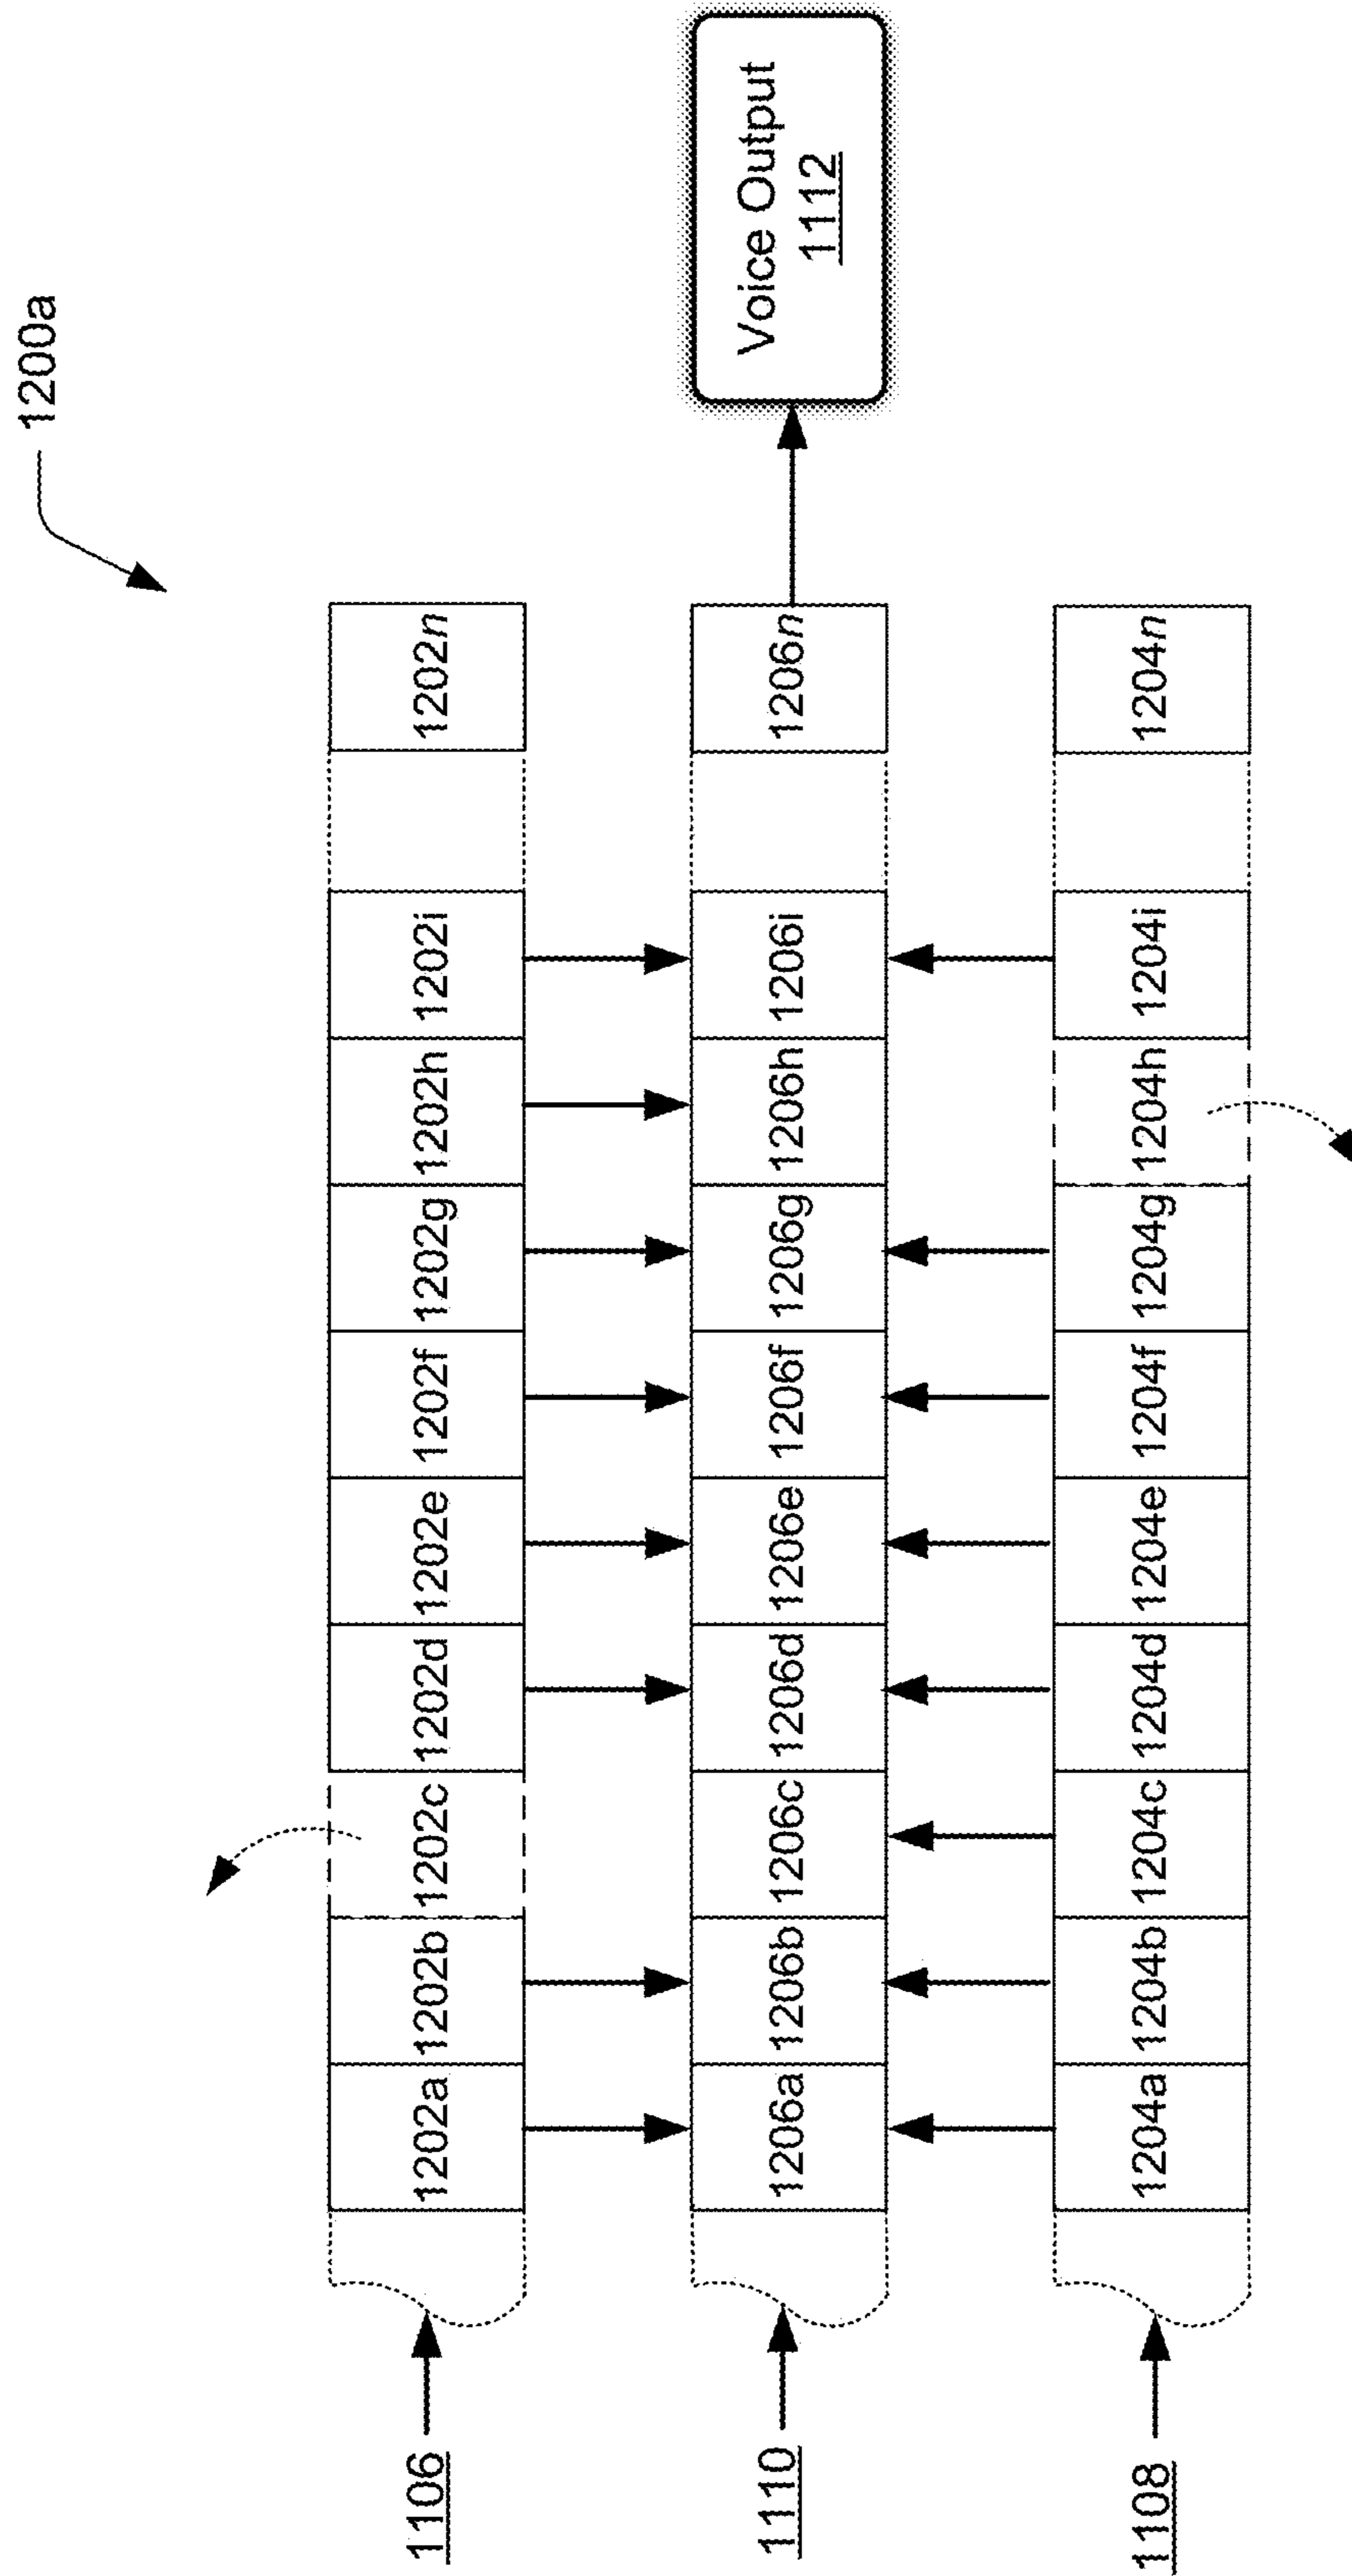 1200a
1106
1202a 1202b 1202c 1202d 1202e 1202f 1202g 1202h 1202i 1202n
1110
1206a 1206b 1206c 1206d 1206e 1206f 1206g 1206h 1206i 1206n
Voice Output
1112
1108
1204a 1204b 1204c 1204d 1204e 1204f 1204g 1204h 1204i 1204n